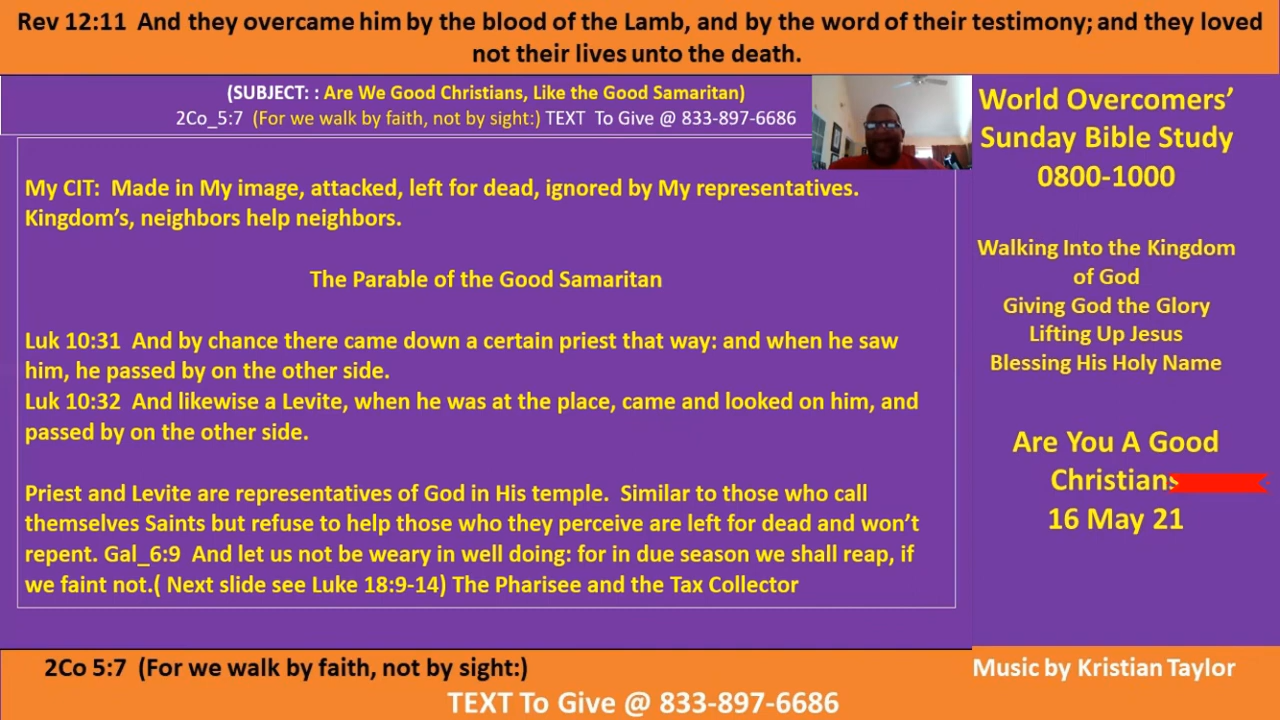 Rev 12:11 And they overcame him by the blood of the Lamb, and by the word of their testimony; and they loved
not their lives unto the death.
(SUBJECT: : Are We Good Christians, Like the Good Samaritan)
2Co_5:7 (For we walk by faith, not by sight:) TEXT To Give @ 833-897-6686
My CIT: Made in My image, attacked, left for dead, ignored by My representatives.
Kingdom’s, neighbors help neighbors.
The Parable of the Good Samaritan
Luk 10:31 And by chance there came down a certain priest that way: and when he saw
him, he passed by on the other side.
Luk 10:32 And likewise a Levite, when he was at the place, came and looked on him, and
passed by on the other side.
Priest and Levite are representatives of God in His temple. Similar to those who call
themselves Saints but refuse to help those who they perceive are left for dead and won’t
repent. Gal_6:9 And let us not be weary in well doing: for in due season we shall reap, if
we faint not.( Next slide see Luke 18:9-14) The Pharisee and the Tax Collector
World Overcomers’
Sunday Bible Study
0800-1000
Walking Into the Kingdom
of God
Giving God the Glory
Lifting Up Jesus
Blessing His Holy Name
Are You A Good
Christians
16 May 21
2Co 5:7 (For we walk by faith, not by sight:)
Music by Kristian Taylor
TEXT To Give @ 833-897-6686